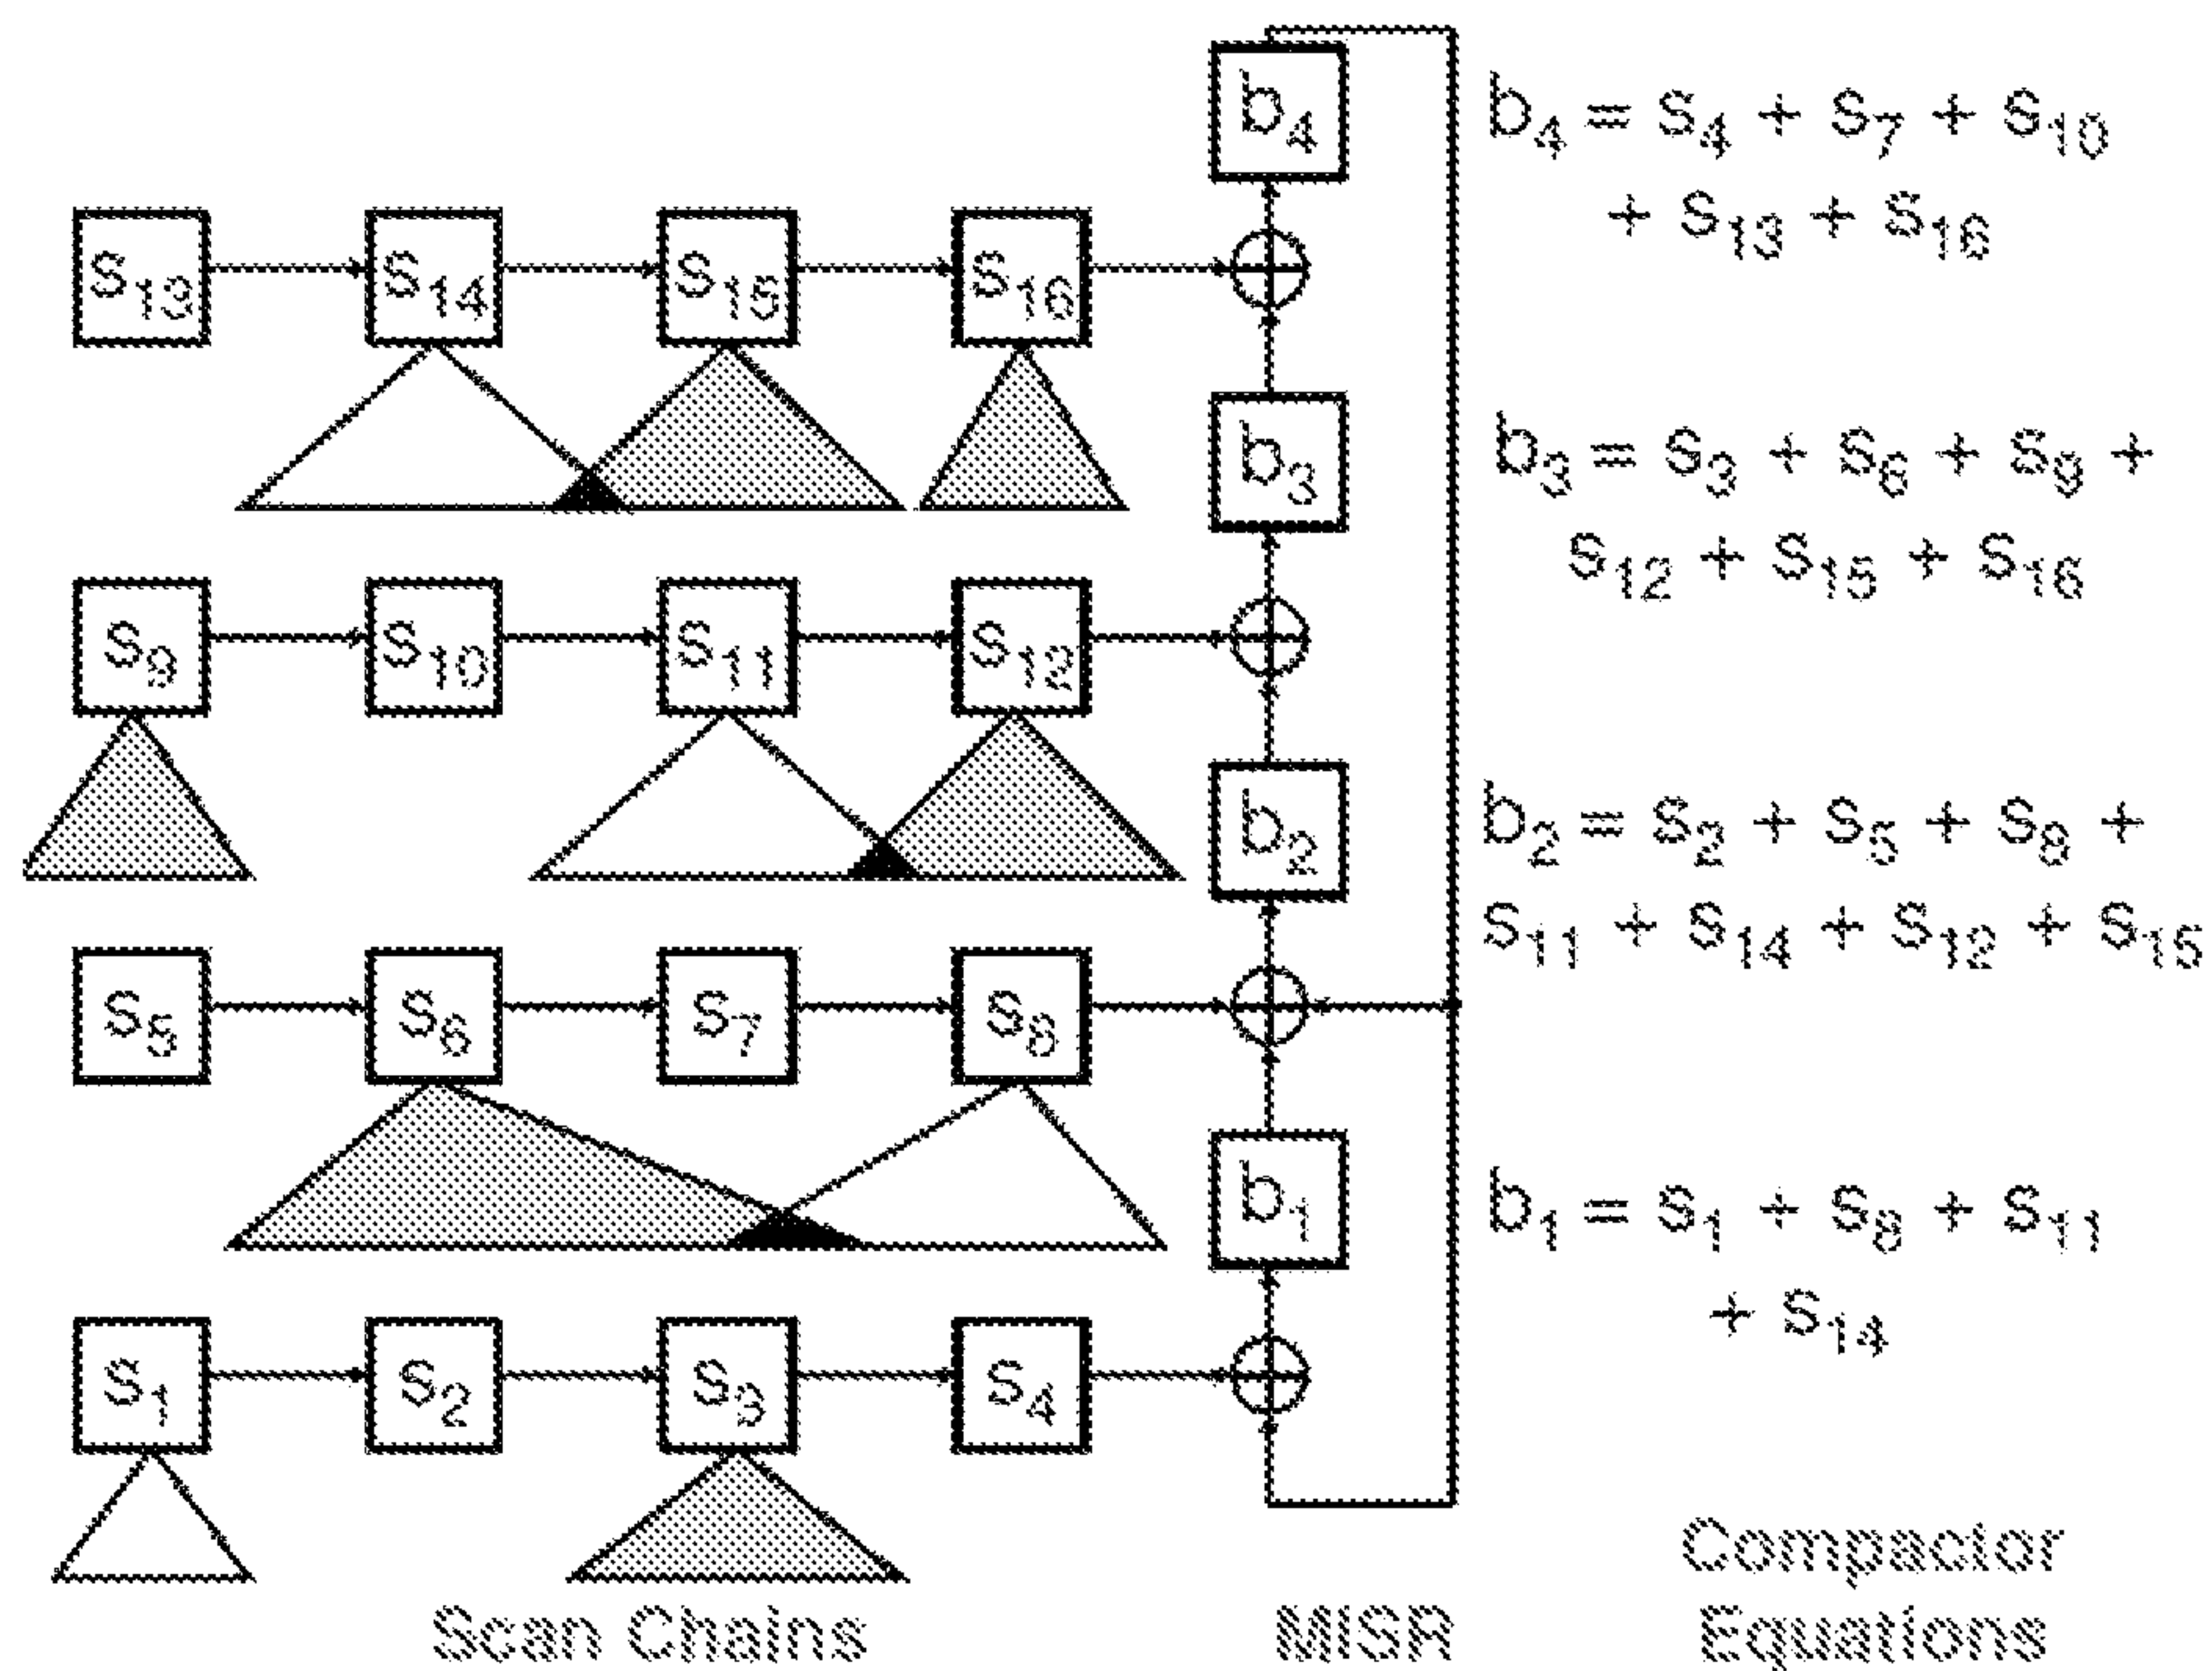 b₄
b₄ = s₄ + s₇ + s₁₀
+ s₁₃ + s₁₆
s₁₃ s₁₄ s₁₅ s₁₆
b₃
b₃ = s₃ + s₆ + s₉ +
s₁₂ + s₁₅ + s₁₆
s₉ s₁₀ s₁₁ s₁₂
b₂
b₂ = s₂ + s₅ + s₈ +
s₁₁ + s₁₄ + s₁₂ + s₁₅
s₅ s₆ s₇ s₈
b₁
b₁ = s₁ + s₈ + s₁₁
+ s₁₄
s₁ s₂ s₃ s₄
Scan Chains
MISR
Compactor
Equations